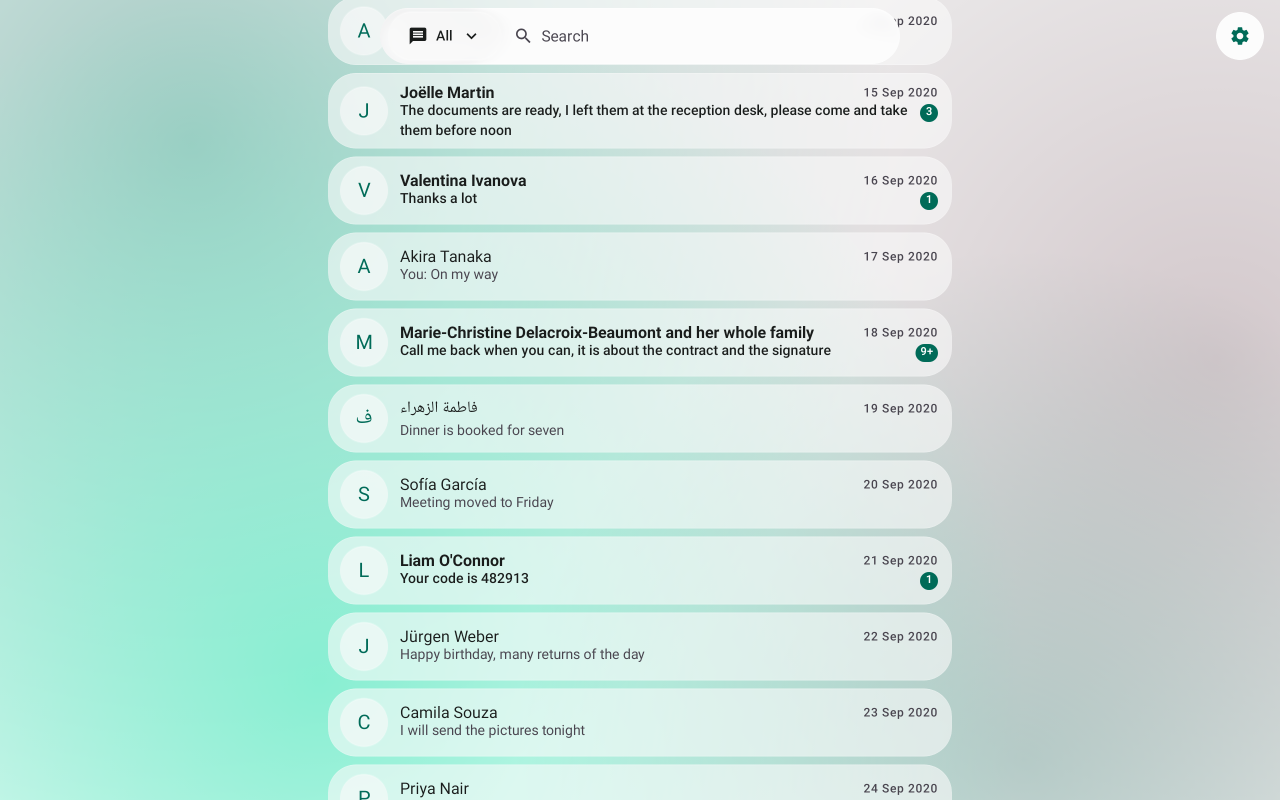 A
p 2020
All
Search
J
Joëlle Martin
15 Sep 2020
The documents are ready, I left them at the reception desk, please come and take
them before noon
3
V
Valentina Ivanova
16 Sep 2020
Thanks a lot
1
A
Akira Tanaka
17 Sep 2020
You: On my way
M
Marie-Christine Delacroix-Beaumont and her whole family
18 Sep 2020
Call me back when you can, it is about the contract and the signature
9+
ف
فاطمة الزهراء
19 Sep 2020
Dinner is booked for seven
S
Sofía García
20 Sep 2020
Meeting moved to Friday
L
Liam O'Connor
21 Sep 2020
Your code is 482913
1
J
Jürgen Weber
22 Sep 2020
Happy birthday, many returns of the day
C
Camila Souza
23 Sep 2020
I will send the pictures tonight
P
Priya Nair
24 Sep 2020